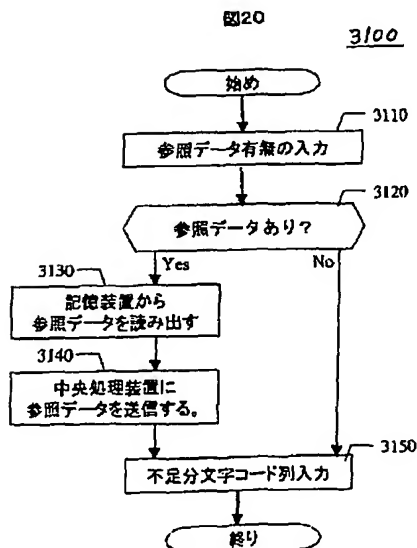 図20
3100
始め
3110
参照データ有無の入力
3120
参照データあり?
Yes
No
3130
記憶装置から
参照データを読み出す
3140
中央処理装置に
参照データを送信する。
3150
不足分文字コード列入力
終り